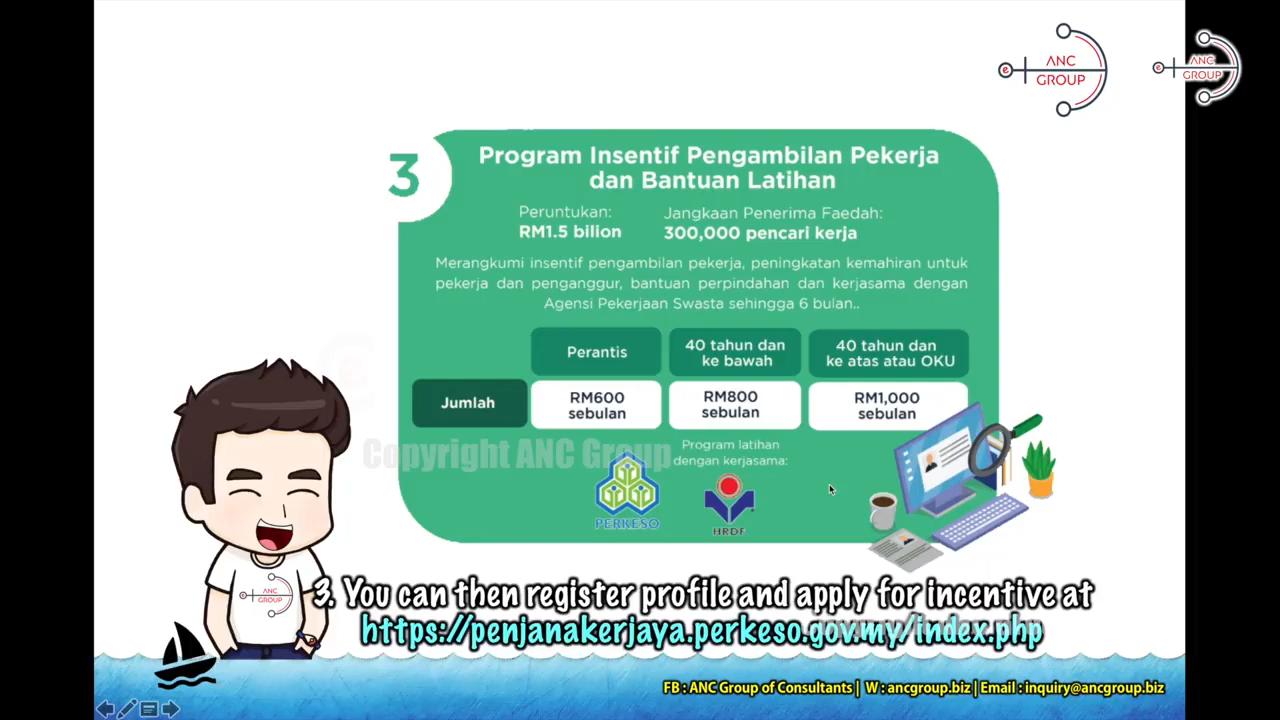 e ANC
GROUP
e ANC
GROUP
3
Program Insentif Pengambilan Pekerja
dan Bantuan Latihan
Peruntukan:
RM1.5 bilion
Jangkaan Penerima Faedah:
300,000 pencari kerja
Merangkumi insentif pengambilan pekerja, peningkatan kemahiran untuk
pekerja dan penganggur, bantuan perpindahan dan kerjasama dengan
Agensi Pekerjaan Swasta sehingga 6 bulan..
Perantis
40 tahun dan
ke bawah
40 tahun dan
ke atas atau OKU
Jumlah
RM600
sebulan
RM800
sebulan
RM1,000
sebulan
Copyright ANC Group
Program latihan
dengan kerjasama:
PERKESO
HRDF
e ANC
GROUP
3. You can then register profile and apply for incentive at
https://penjanakerjaya.perkeso.gov.my/index.php
FB : ANC Group of Consultants | W : ancgroup.biz | Email : inquiry@ancgroup.biz